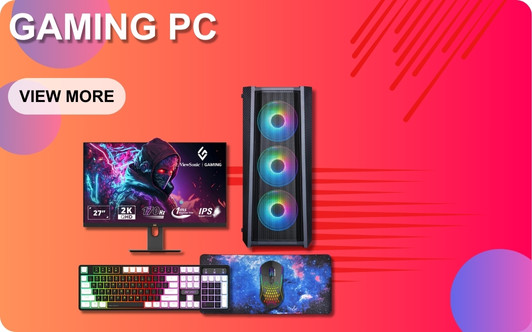 GAMING PC
VIEW MORE
ViewSonic | GAMING
27"
2K
IPS